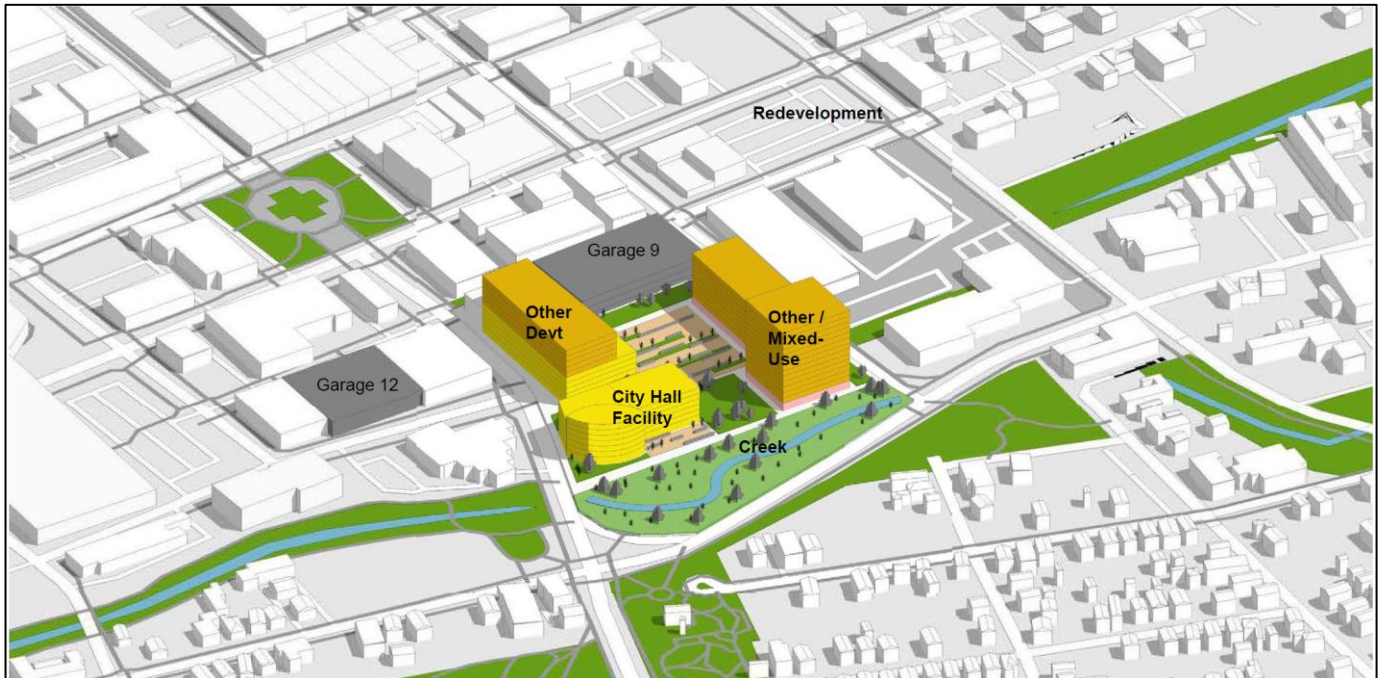 Redevelopment
Garage 9
Other
Devt
Other /
Mixed-
Use
Garage 12
City Hall
Facility
Creek